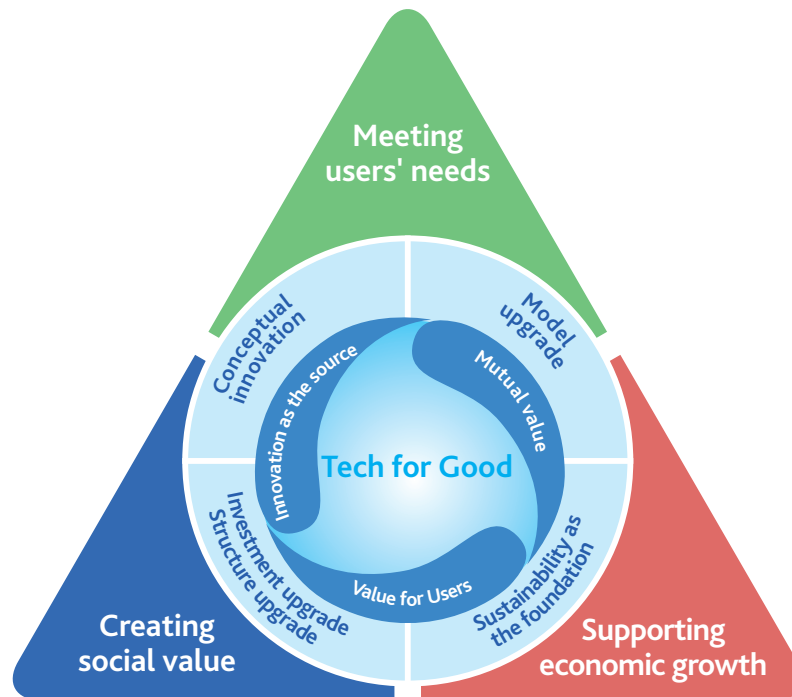 Meeting
users' needs
Conceptual
innovation
Model
upgrade
Innovation as the source
Mutual value
Tech for Good
Investment upgrade
Structure upgrade
Value for Users
Sustainability as
the foundation
Creating
social value
Supporting
economic growth